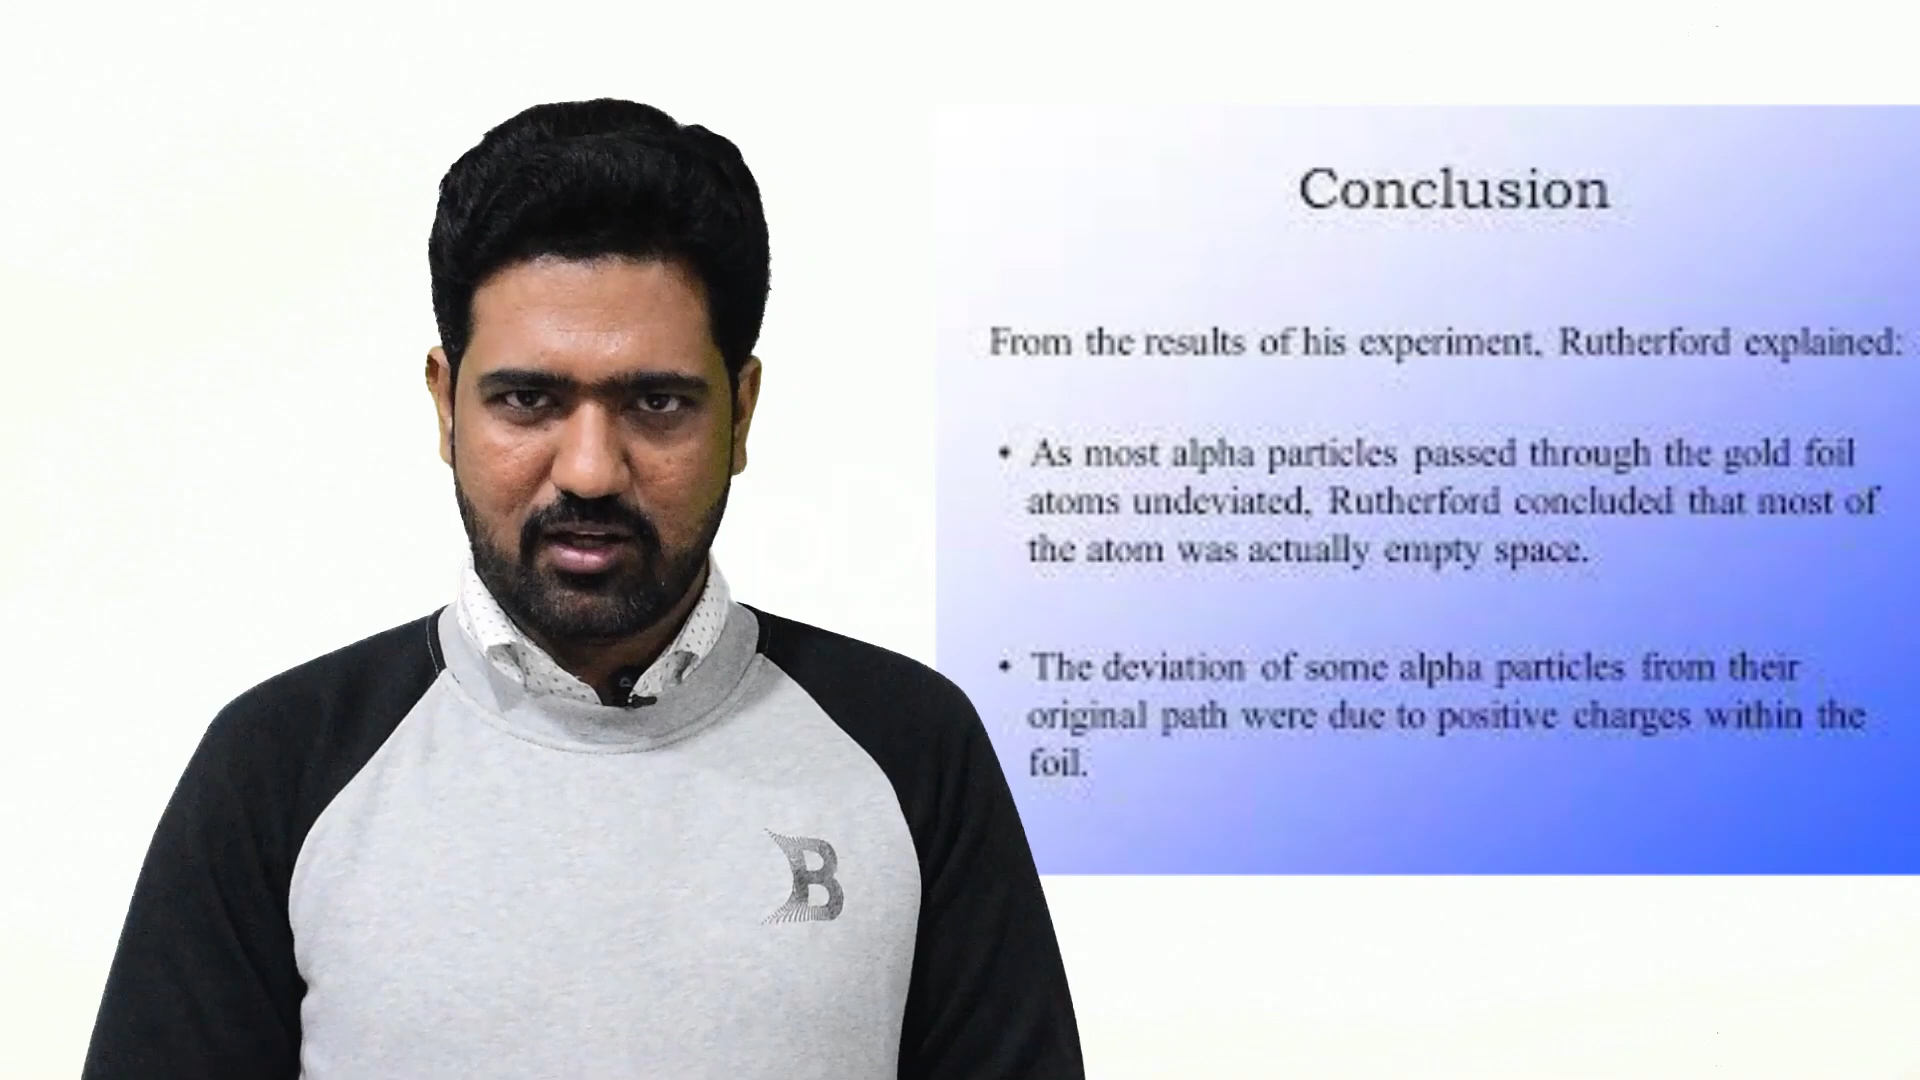 Conclusion
From the results of his experiment, Rutherford explained:
• As most alpha particles passed through the gold foil
atoms undeviated, Rutherford concluded that most of
the atom was actually empty space.
• The deviation of some alpha particles from their
original path were due to positive charges within the
foil.
B